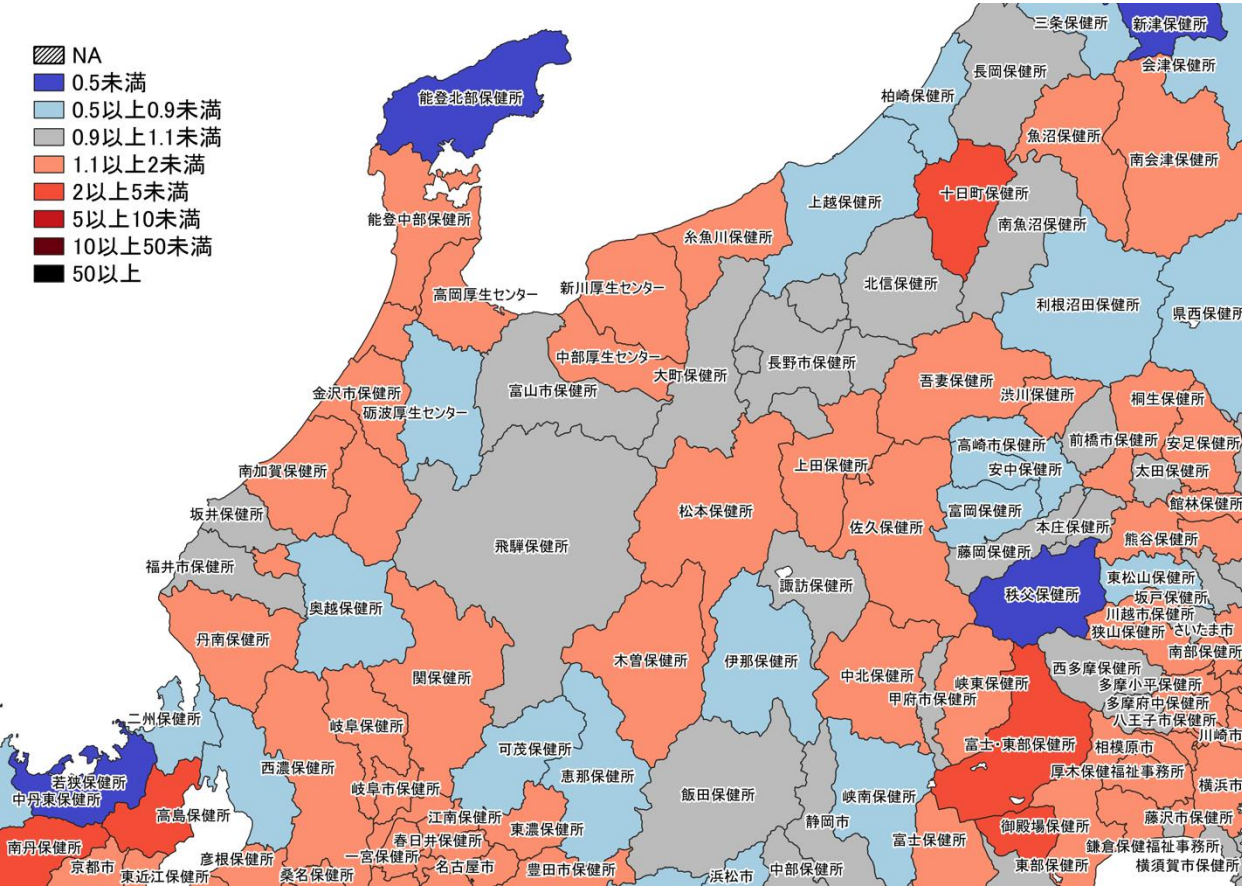 NA
0.5未満
0.5以上0.9未満
0.9以上1.1未満
1.1以上2未満
2以上5未満
5以上10未満
10以上50未満
50以上
三条保健所
新津保健所
長岡保健所
会津保健所
能登北部保健所
柏崎保健所
魚沼保健所
南会津保健所
十日町保健所
上越保健所
能登中部保健所
南魚沼保健所
糸魚川保健所
北信保健所
新川厚生センター
高岡厚生センター
利根沼田保健所
県西保健所
中部厚生センター
長野市保健所
大町保健所
吾妻保健所
富山市保健所
金沢市保健所
渋川保健所
桐生保健所
砺波厚生センター
高崎市保健所
前橋市保健所
安足保健所
南加賀保健所
上田保健所
安中保健所
太田保健所
坂井保健所
松本保健所
富岡保健所
館林保健所
佐久保健所
本庄保健所
飛騨保健所
藤岡保健所
熊谷保健所
福井市保健所
東松山保健所
諏訪保健所
秩父保健所
坂戸保健所
奥越保健所
川越市保健所
狭山保健所
さいたま市
丹南保健所
南部保健所
木曽保健所
伊那保健所
西多摩保健所
関保健所
中北保健所
峡東保健所
多摩小平保健所
甲府市保健所
多摩府中保健所
二州保健所
八王子市保健所
岐阜保健所
川崎市
可茂保健所
富士・東部保健所
相模原市
西濃保健所
恵那保健所
厚木保健福祉事務所
若狭保健所
横浜市
岐阜市保健所
飯田保健所
峡南保健所
中丹東保健所
高島保健所
江南保健所
静岡市
藤沢市保健所
東濃保健所
御殿場保健所
春日井保健所
富士保健所
南丹保健所
鎌倉保健福祉事務所
一宮保健所
彦根保健所
京都市
名古屋市
豊田市保健所
東部保健所
横須賀市保健所
中部保健所
東近江保健所
桑名保健所
浜松市